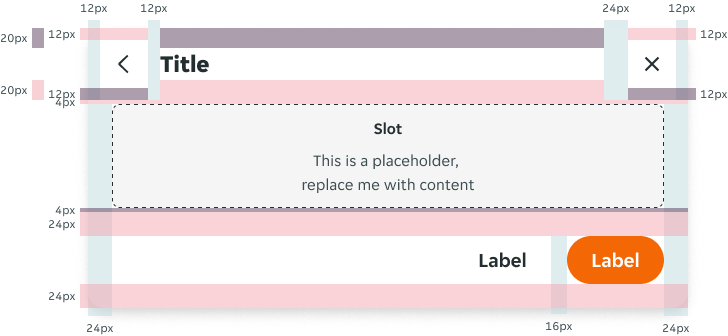 12px 12px 24px 12px
20px 12px 12px
Title
20px 12px 12px
4px
Slot
This is a placeholder,
replace me with content
4px
24px
Label Label
24px
24px 16px 24px